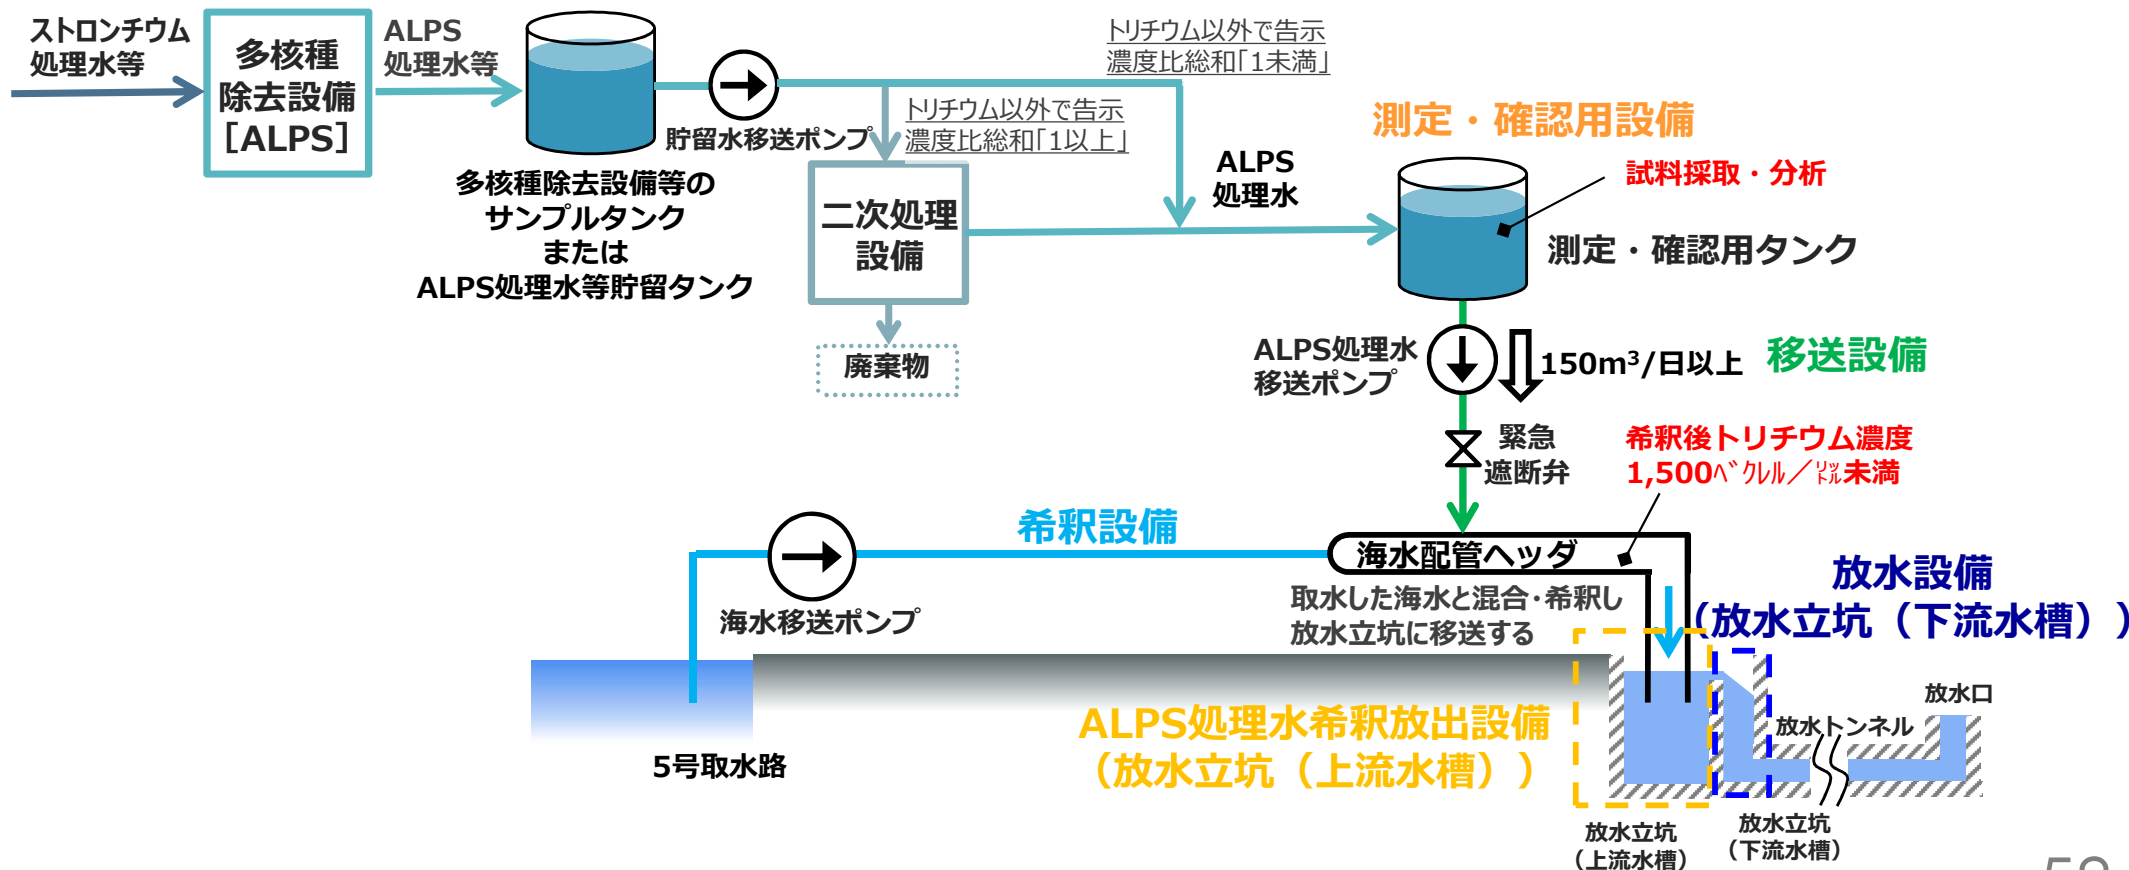 ストロンチウム
処理水等
多核種
除去設備
［ALPS］
ALPS
処理水等
トリチウム以外で告示
濃度比総和｢1未満｣
トリチウム以外で告示
濃度比総和｢1以上｣
貯留水移送ポンプ
多核種除去設備等の
サンプルタンク
または
ALPS処理水等貯留タンク
二次処理
設備
廃棄物
ALPS
処理水
測定・確認用設備
試料採取・分析
測定・確認用タンク
ALPS処理水
移送ポンプ
150m³/日以上
移送設備
緊急
遮断弁
希釈後トリチウム濃度
1,500ﾍﾞｸﾚﾙ／㍑未満
希釈設備
海水配管ヘッダ
海水移送ポンプ
取水した海水と混合･希釈し
放水立坑に移送する
放水設備
（放水立坑（下流水槽））
5号取水路
ALPS処理水希釈放出設備
（放水立坑（上流水槽））
放水口
放水トンネル
放水立坑
（上流水槽）
放水立坑
（下流水槽）